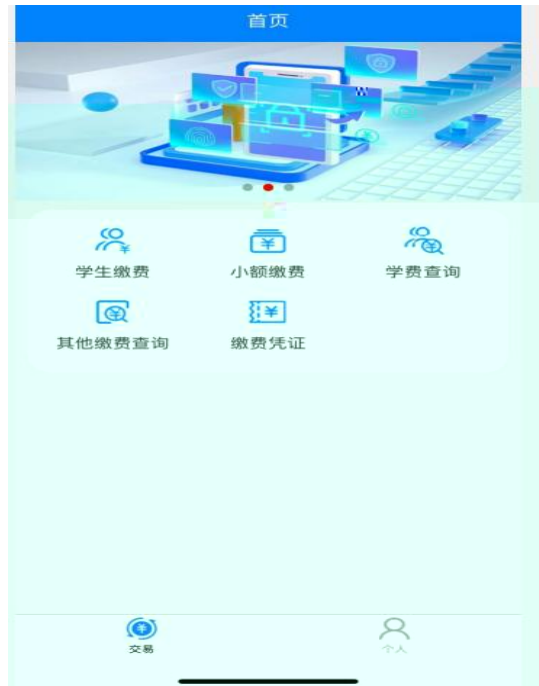 首页
学生缴费
小额缴费
学费查询
其他缴费查询
缴费凭证
交易
个人